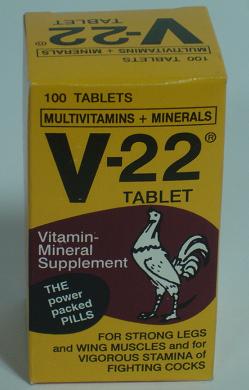 V-22®
TABLET
MULTIVITAMINS + MINERALS
100 TABLETS
100 TABLETS
MULTIVITAMINS + MINERALS
V-22®
TABLET
Vitamin-
Mineral
Supplement
THE
power
packed
PILLS
FOR STRONG LEGS
and WING MUSCLES and for
VIGOROUS STAMINA of
FIGHTING COCKS